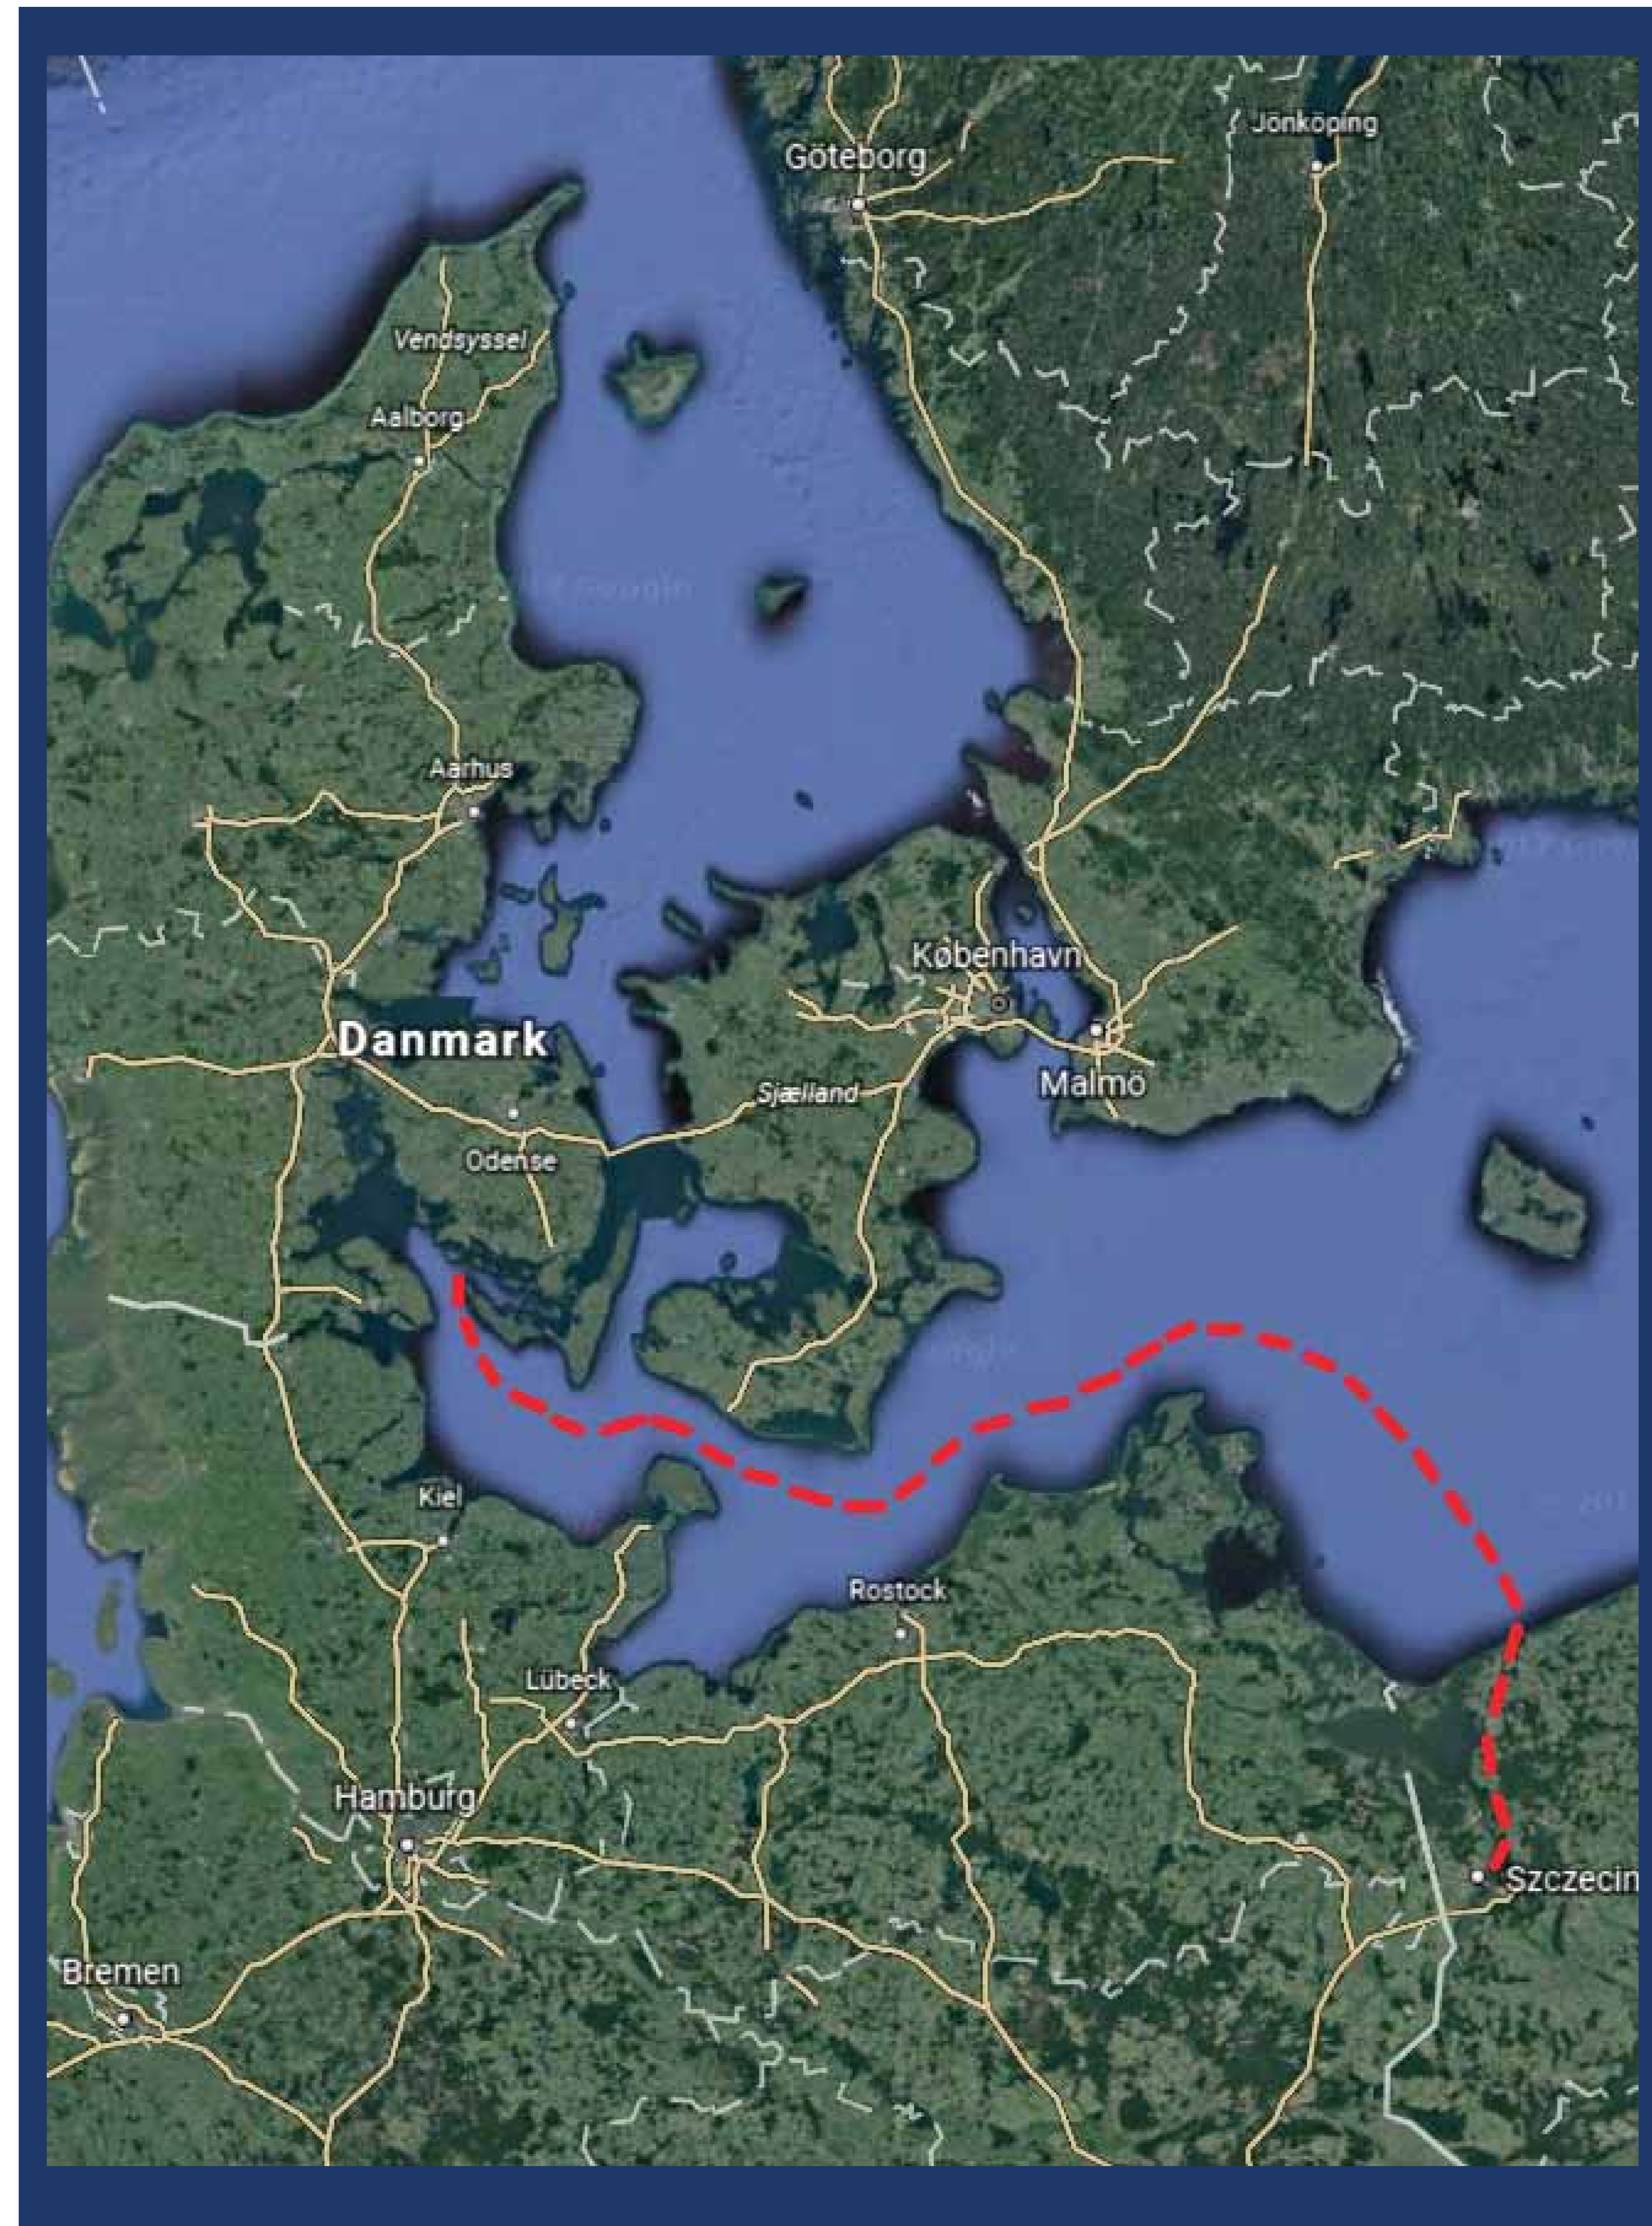 Jönköping
Göteborg
Vendsyssel
Aalborg
Aarhus
København
Danmark
Malmö
Sjælland
Odense
Kiel
Rostock
Lübeck
Hamburg
Szczecin
Bremen